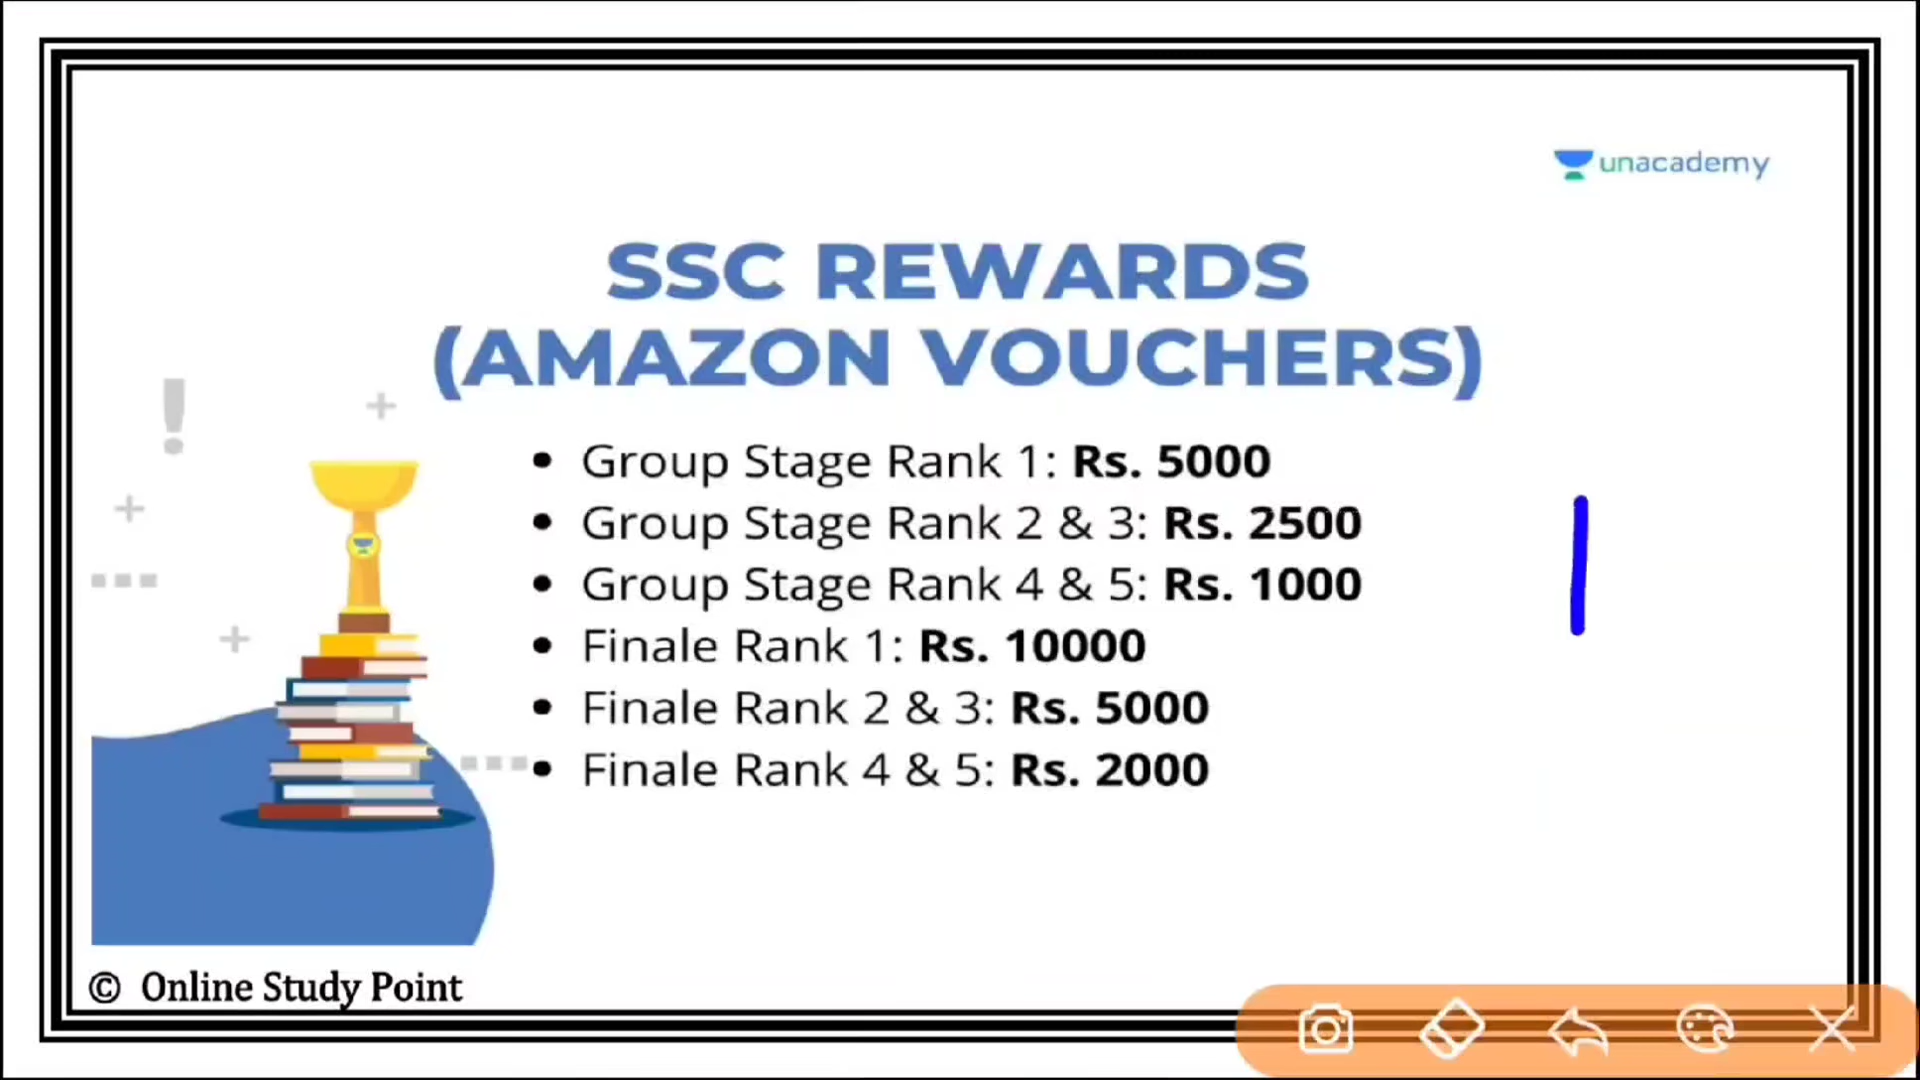 unacademy
SSC REWARDS
(AMAZON VOUCHERS)
• Group Stage Rank 1: Rs. 5000
• Group Stage Rank 2 & 3: Rs. 2500
• Group Stage Rank 4 & 5: Rs. 1000
• Finale Rank 1: Rs. 10000
• Finale Rank 2 & 3: Rs. 5000
• Finale Rank 4 & 5: Rs. 2000
© Online Study Point